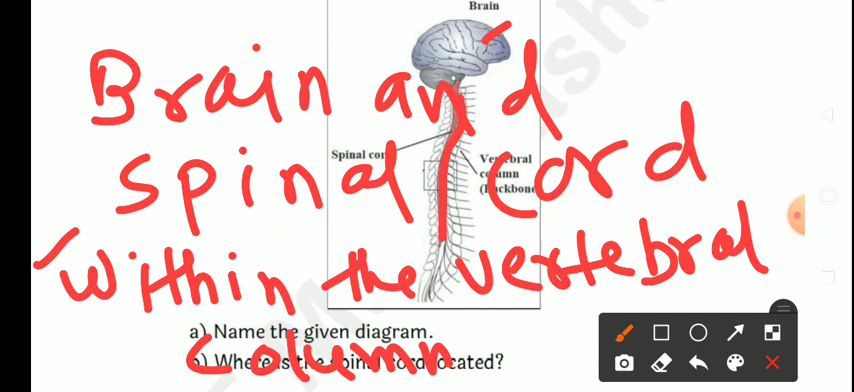 Brain
Brain and
Spinal cord
Spinal cor
Vertebral
column
(Backbone
within the vertebral
column
a) Name the given diagram.
b) Where is the spinal cord located?